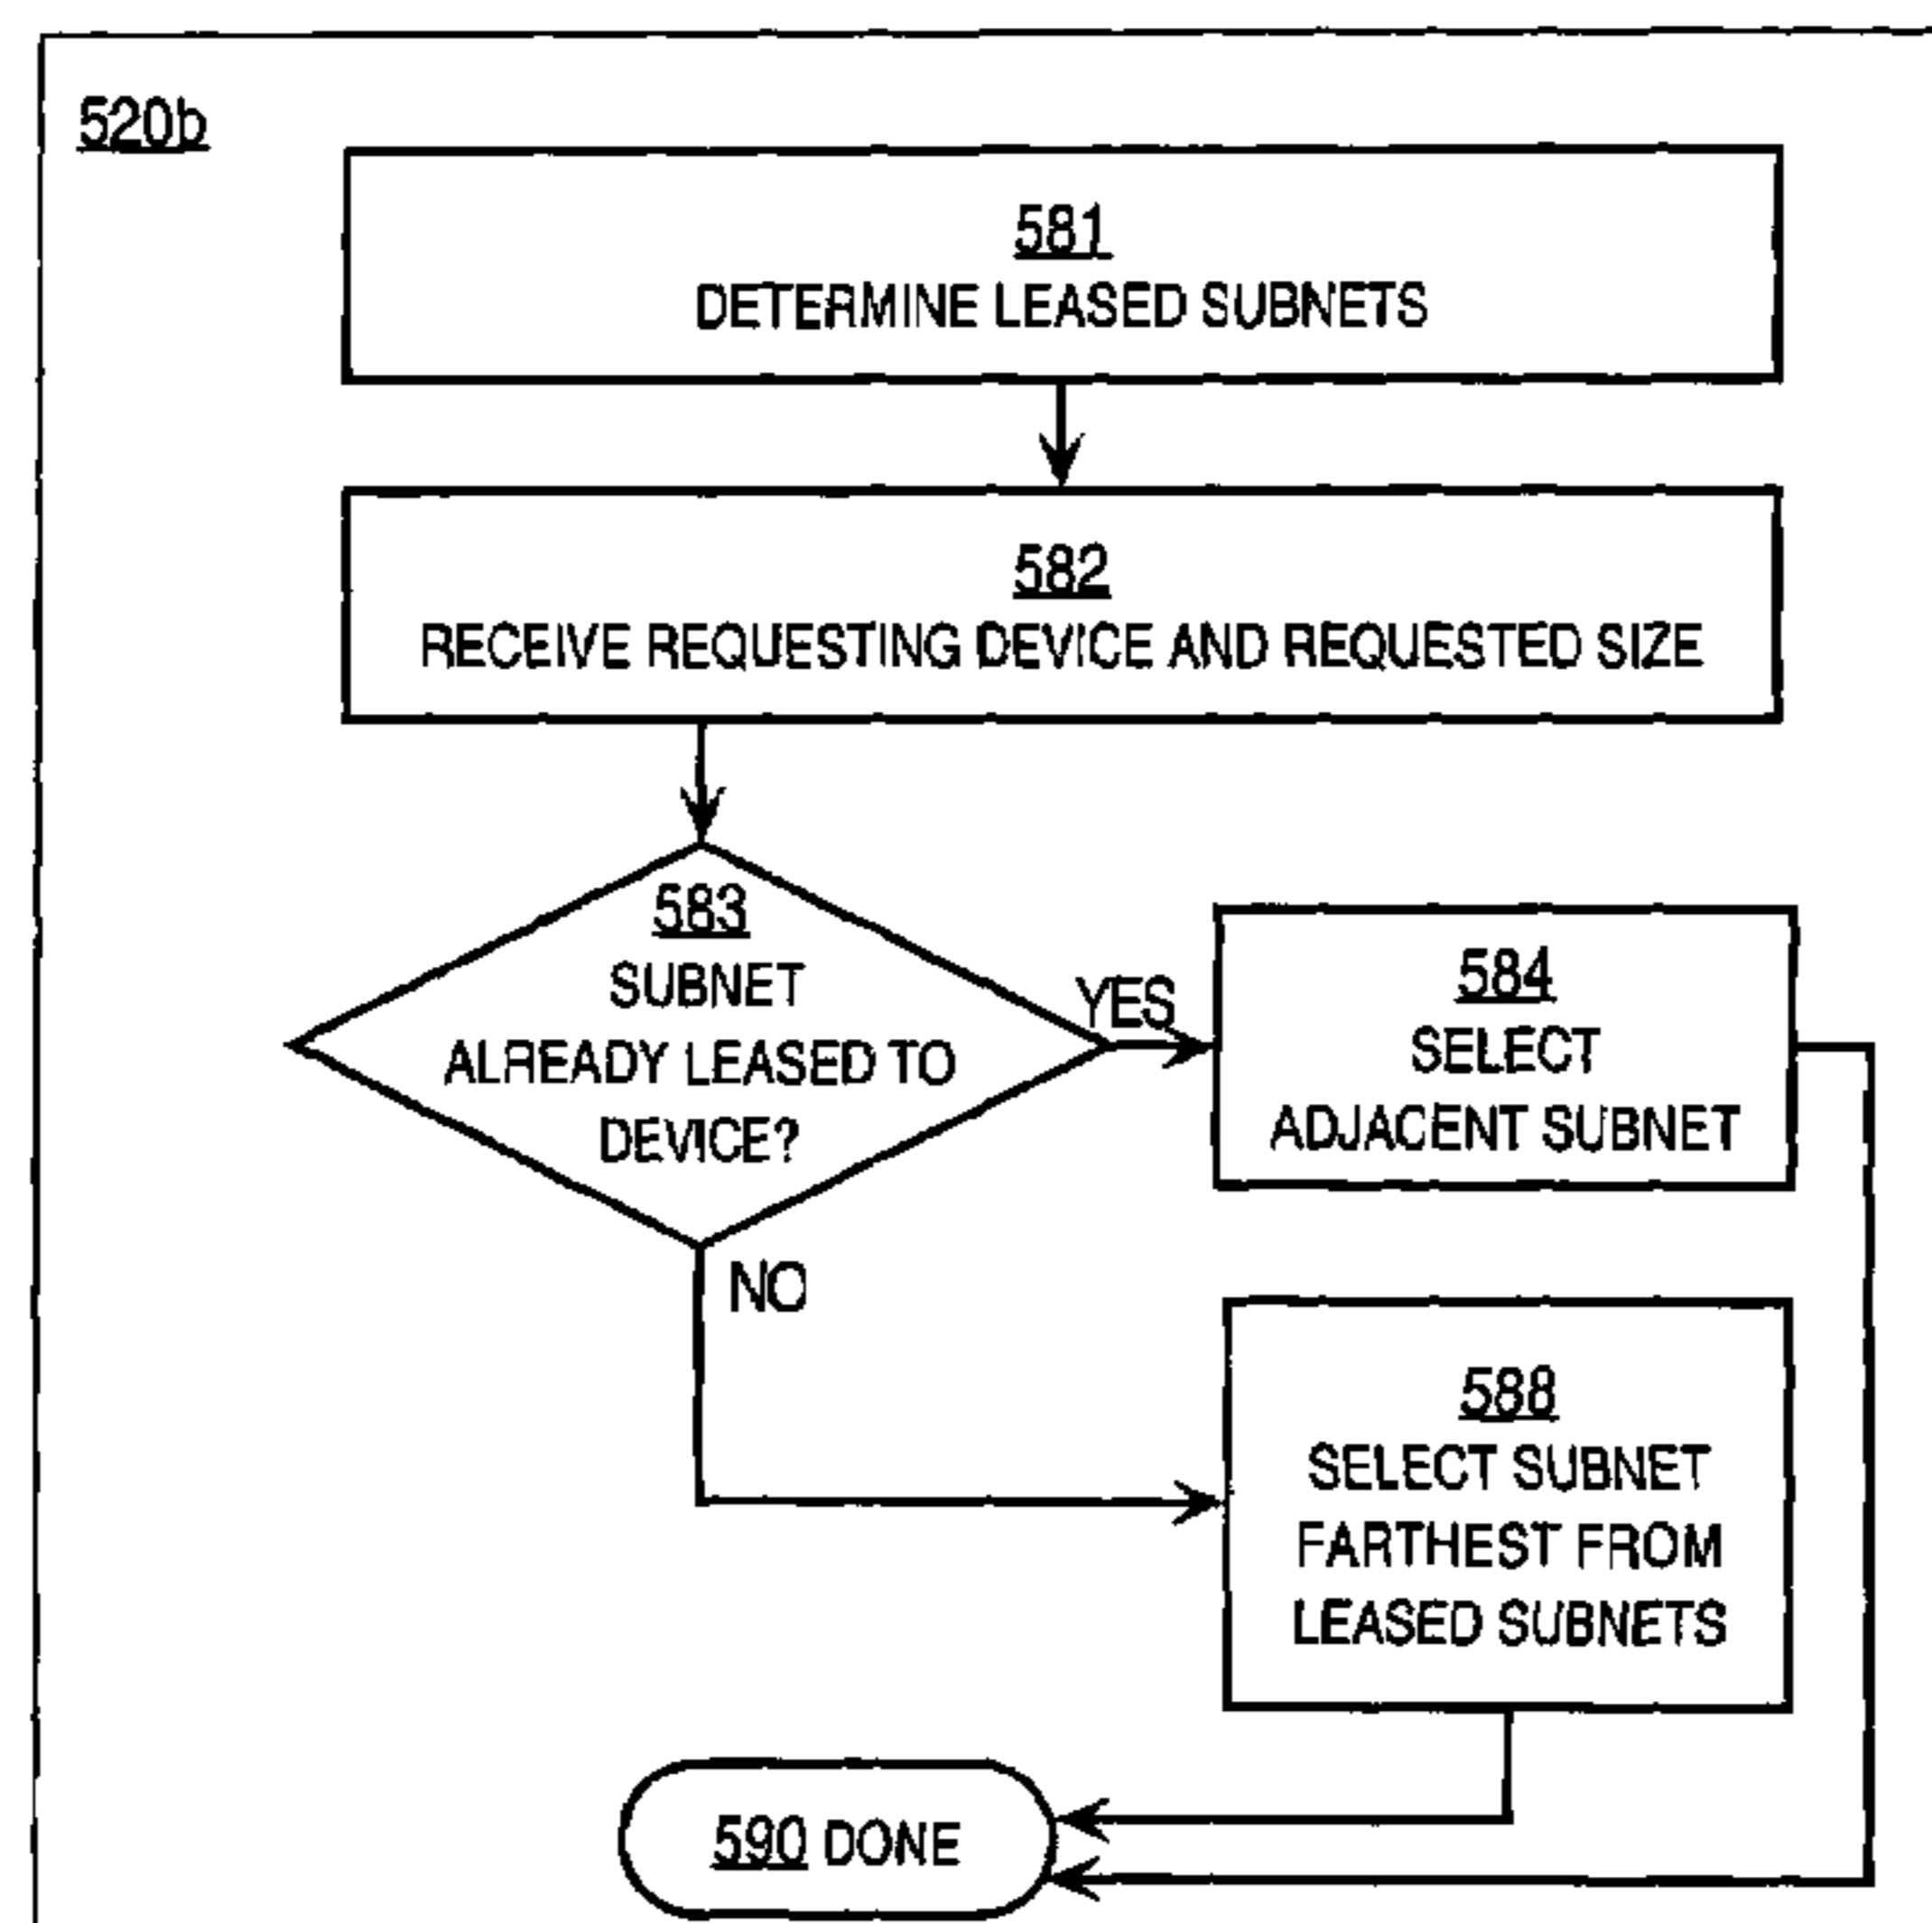 520b
581
DETERMINE LEASED SUBNETS
582
RECEIVE REQUESTING DEVICE AND REQUESTED SIZE
583
SUBNET
ALREADY LEASED TO
DEVICE?
YES
584
SELECT
ADJACENT SUBNET
NO
588
SELECT SUBNET
FARTHEST FROM
LEASED SUBNETS
590 DONE